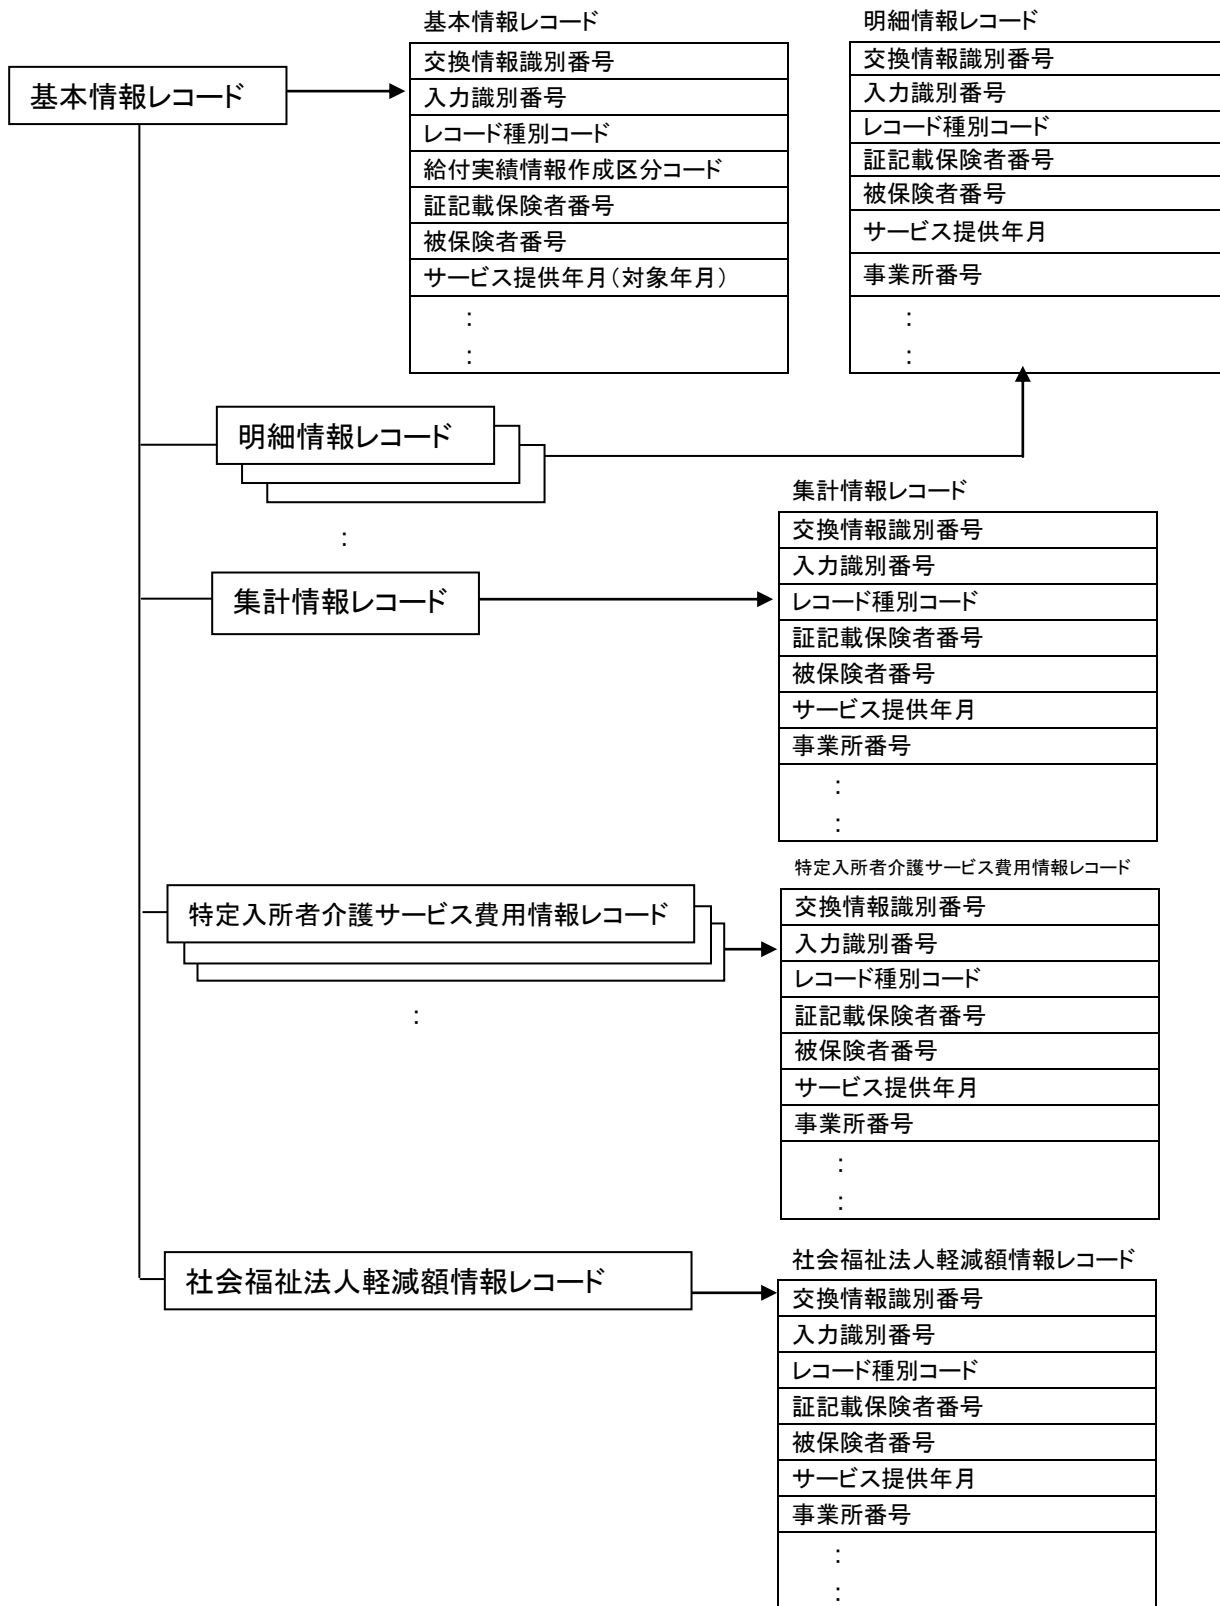 基本情報レコード
基本情報レコード
交換情報識別番号
入力識別番号
レコード種別コード
給付実績情報作成区分コード
証記載保険者番号
被保険者番号
サービス提供年月(対象年月)
:
:
明細情報レコード
交換情報識別番号
入力識別番号
レコード種別コード
証記載保険者番号
被保険者番号
サービス提供年月
事業所番号
:
:
明細情報レコード
:
集計情報レコード
集計情報レコード
交換情報識別番号
入力識別番号
レコード種別コード
証記載保険者番号
被保険者番号
サービス提供年月
事業所番号
:
:
特定入所者介護サービス費用情報レコード
:
特定入所者介護サービス費用情報レコード
交換情報識別番号
入力識別番号
レコード種別コード
証記載保険者番号
被保険者番号
サービス提供年月
事業所番号
:
:
社会福祉法人軽減額情報レコード
社会福祉法人軽減額情報レコード
交換情報識別番号
入力識別番号
レコード種別コード
証記載保険者番号
被保険者番号
サービス提供年月
事業所番号
:
: